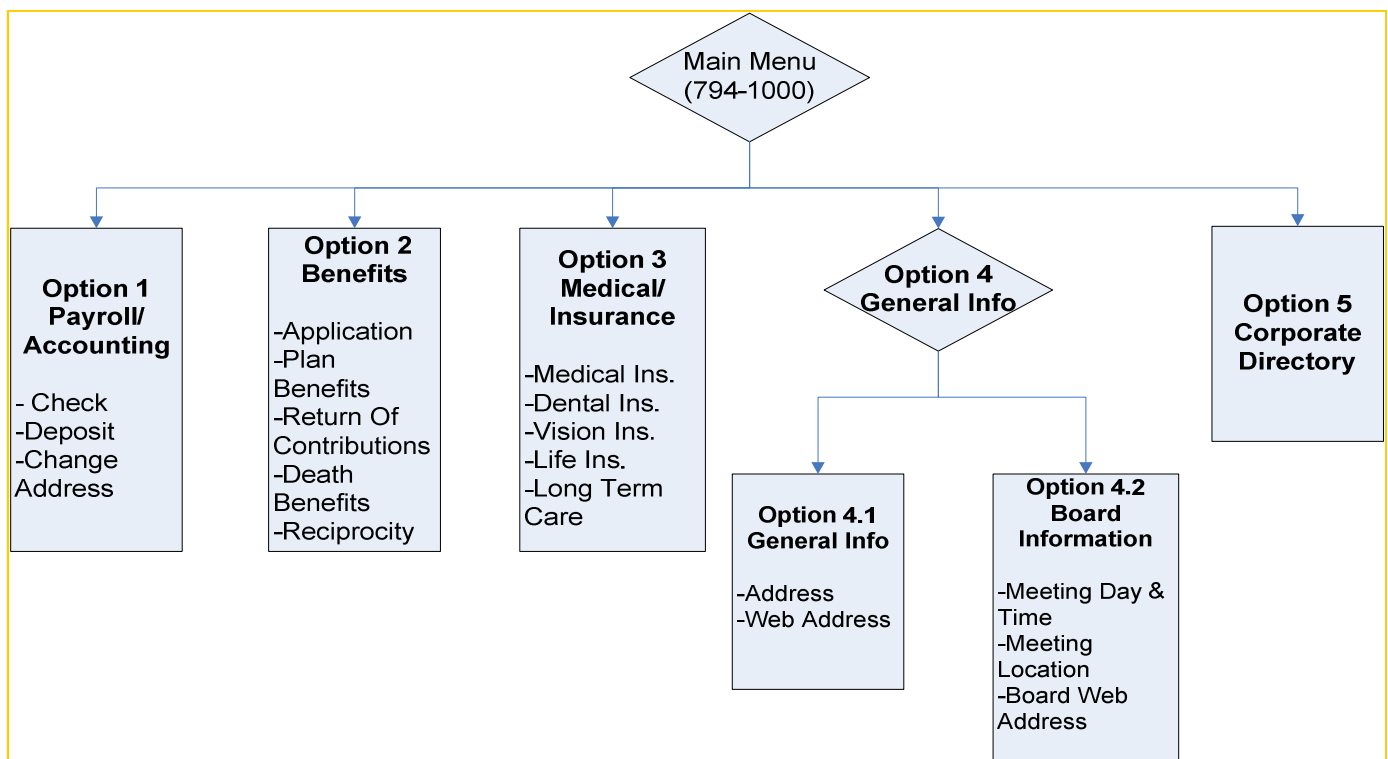 Main Menu
(794-1000)
Option 1
Payroll/
Accounting
- Check
-Deposit
-Change
Address
Option 2
Benefits
-Application
-Plan
Benefits
-Return Of
Contributions
-Death
Benefits
-Reciprocity
Option 3
Medical/
Insurance
-Medical Ins.
-Dental Ins.
-Vision Ins.
-Life Ins.
-Long Term
Care
Option 4
General Info
Option 4.1
General Info
-Address
-Web Address
Option 4.2
Board
Information
-Meeting Day &
Time
-Meeting
Location
-Board Web
Address
Option 5
Corporate
Directory